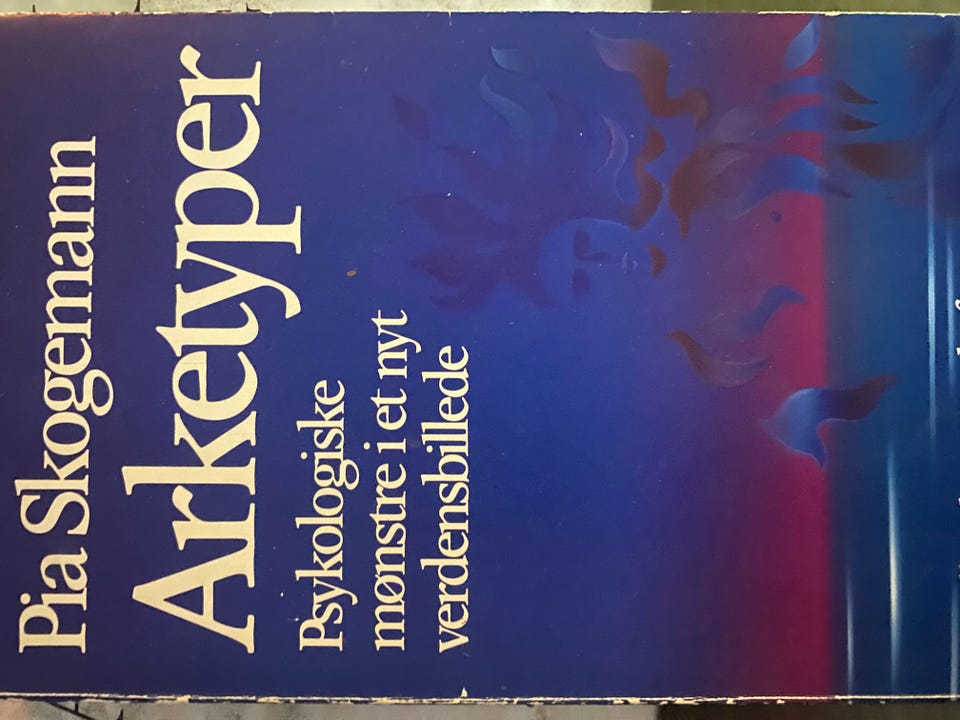 Pia Skogemann
Arketyper
Psykologiske
mønstre i et nyt
verdensbillede